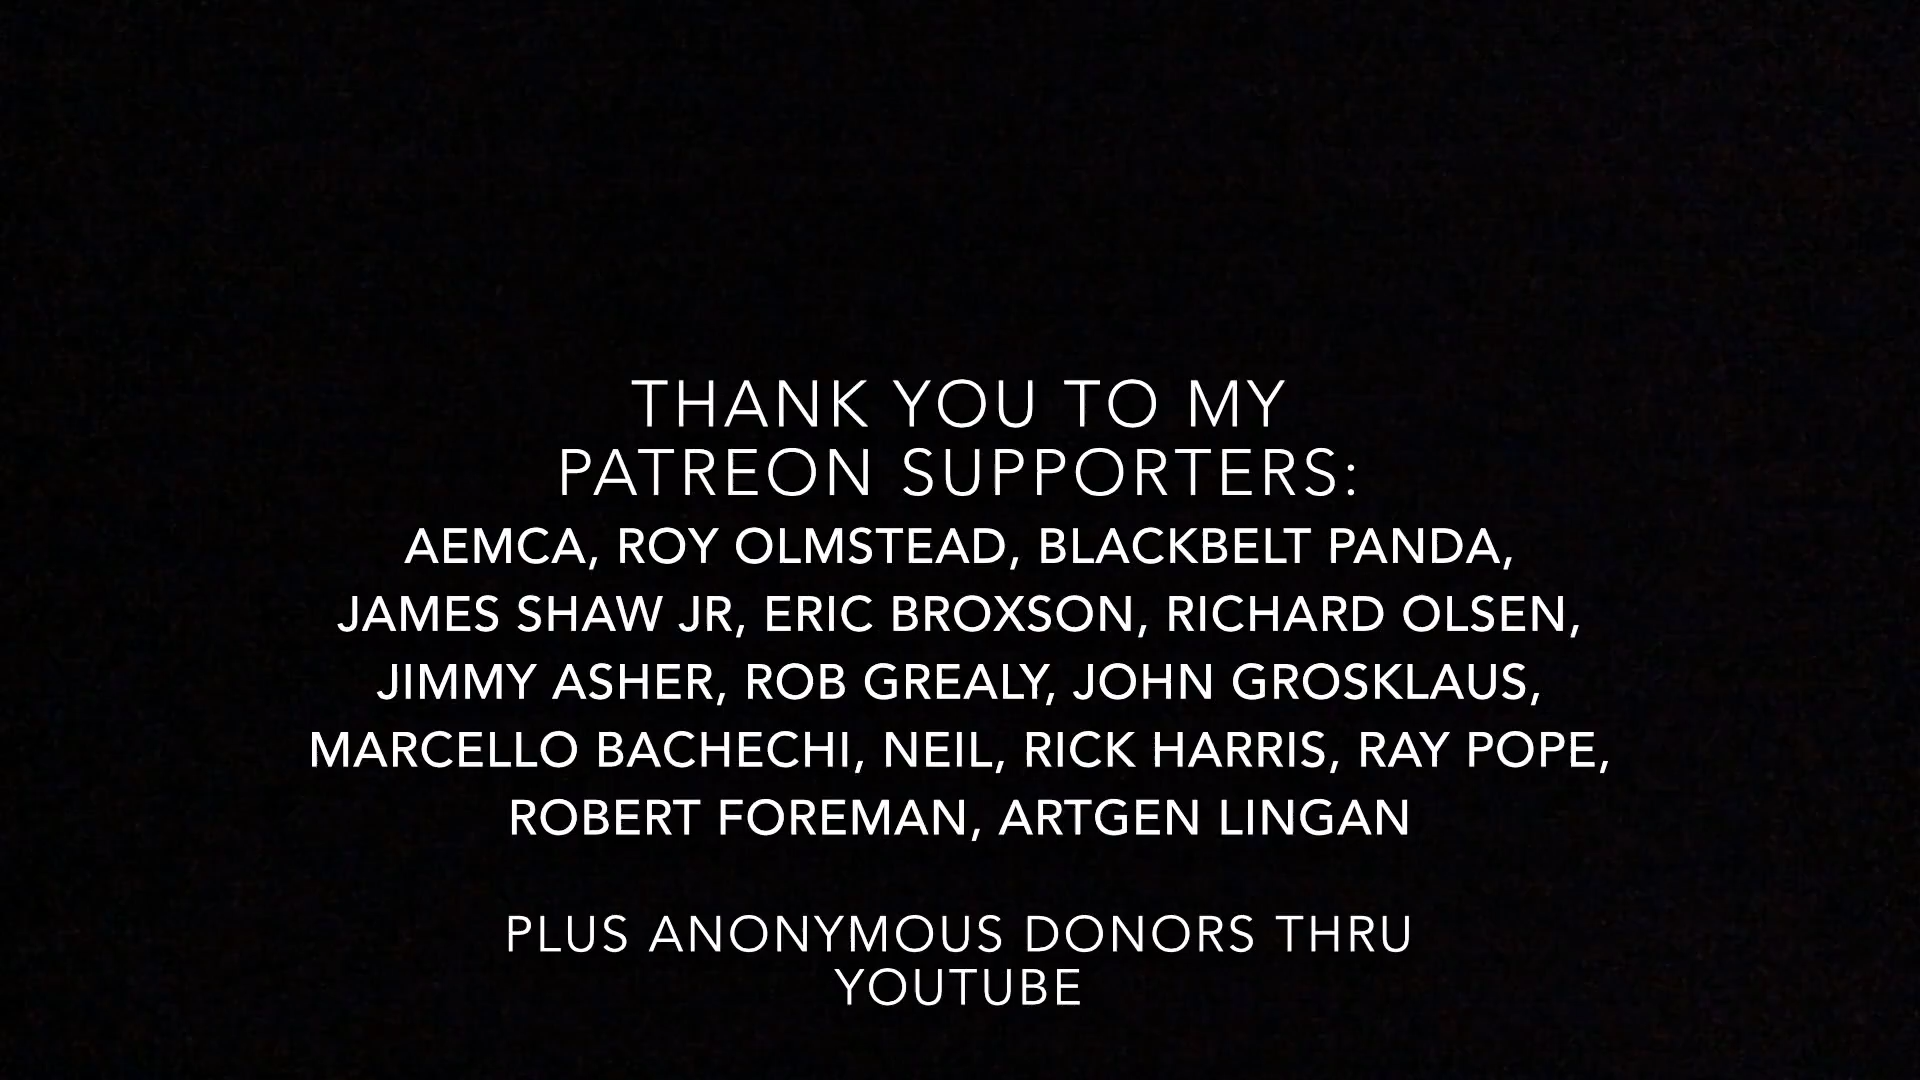 THANK YOU TO MY
PATREON SUPPORTERS:
AEMCA, ROY OLMSTEAD, BLACKBELT PANDA,
JAMES SHAW JR, ERIC BROXSON, RICHARD OLSEN,
JIMMY ASHER, ROB GREALY, JOHN GROSKLAUS,
MARCELLO BACHECHI, NEIL, RICK HARRIS, RAY POPE,
ROBERT FOREMAN, ARTGEN LINGAN
PLUS ANONYMOUS DONORS THRU
YOUTUBE